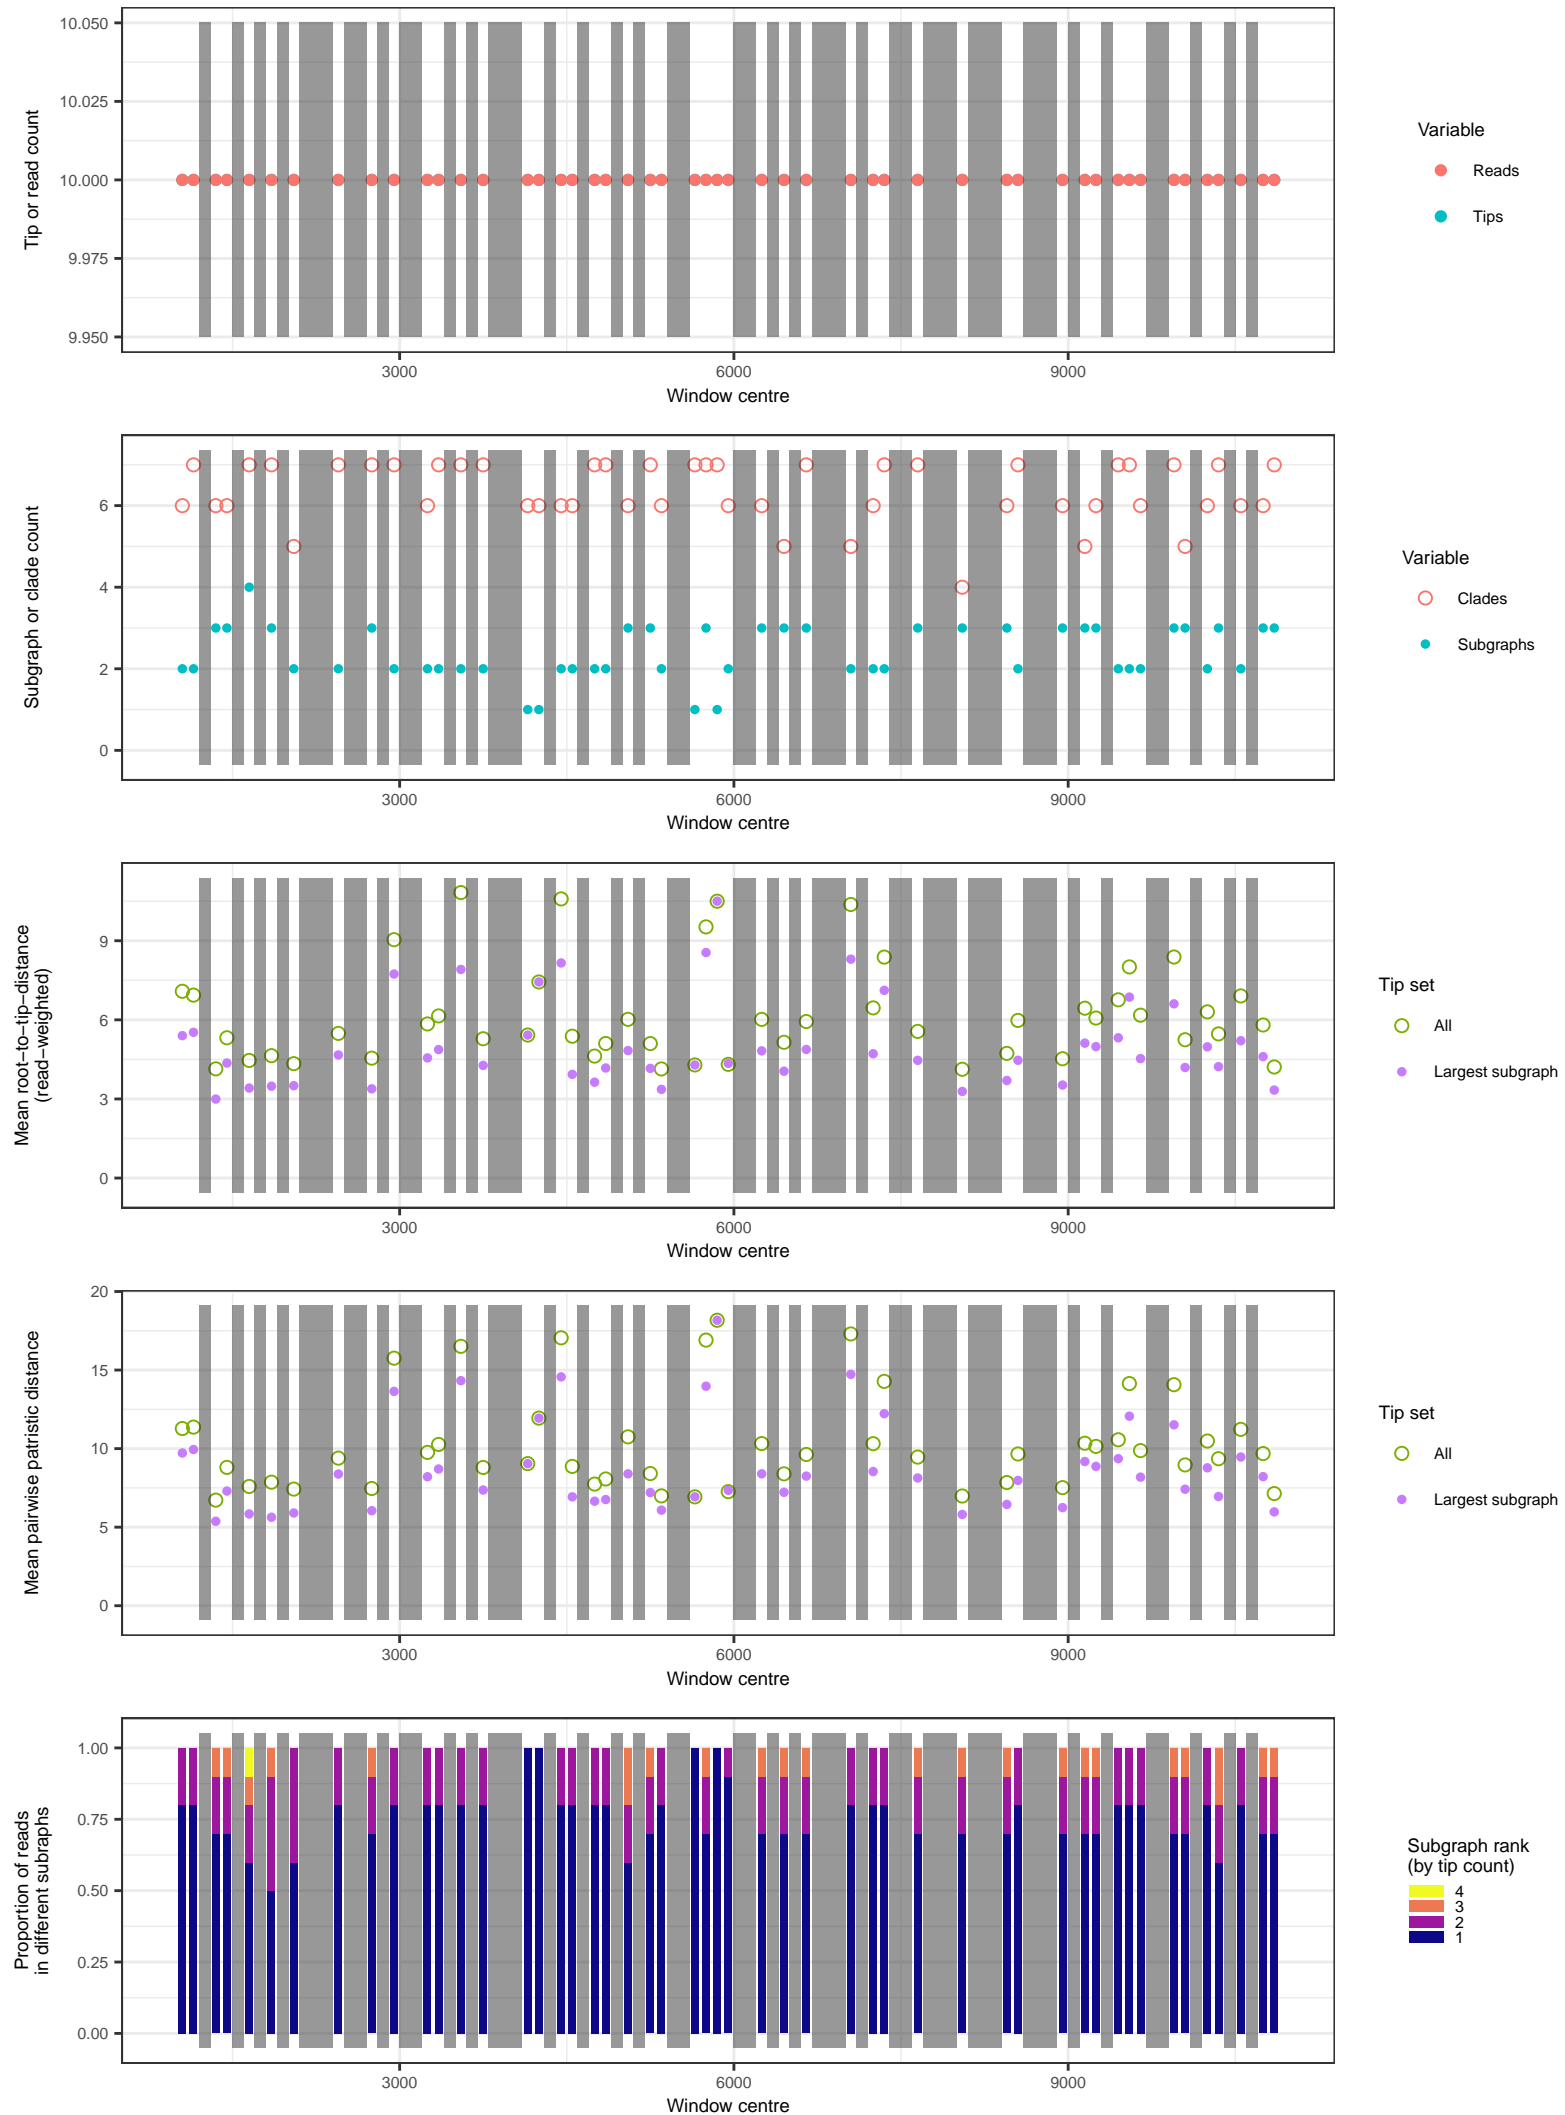 10.050
10.025
10.000
9.975
9.950
Tip or read count
3000
6000
9000
Window centre
Variable
Reads
Tips
6
4
2
0
Subgraph or clade count
3000
6000
9000
Window centre
Variable
Clades
Subgraphs
9
6
3
0
Mean root−to−tip−distance
(read−weighted)
3000
6000
9000
Window centre
Tip set
All
Largest subgraph
20
15
10
5
0
Mean pairwise patristic distance
3000
6000
9000
Window centre
Tip set
All
Largest subgraph
1.00
0.75
0.50
0.25
0.00
Proportion of reads
in different subraphs
3000
6000
9000
Window centre
Subgraph rank
(by tip count)
4
3
2
1